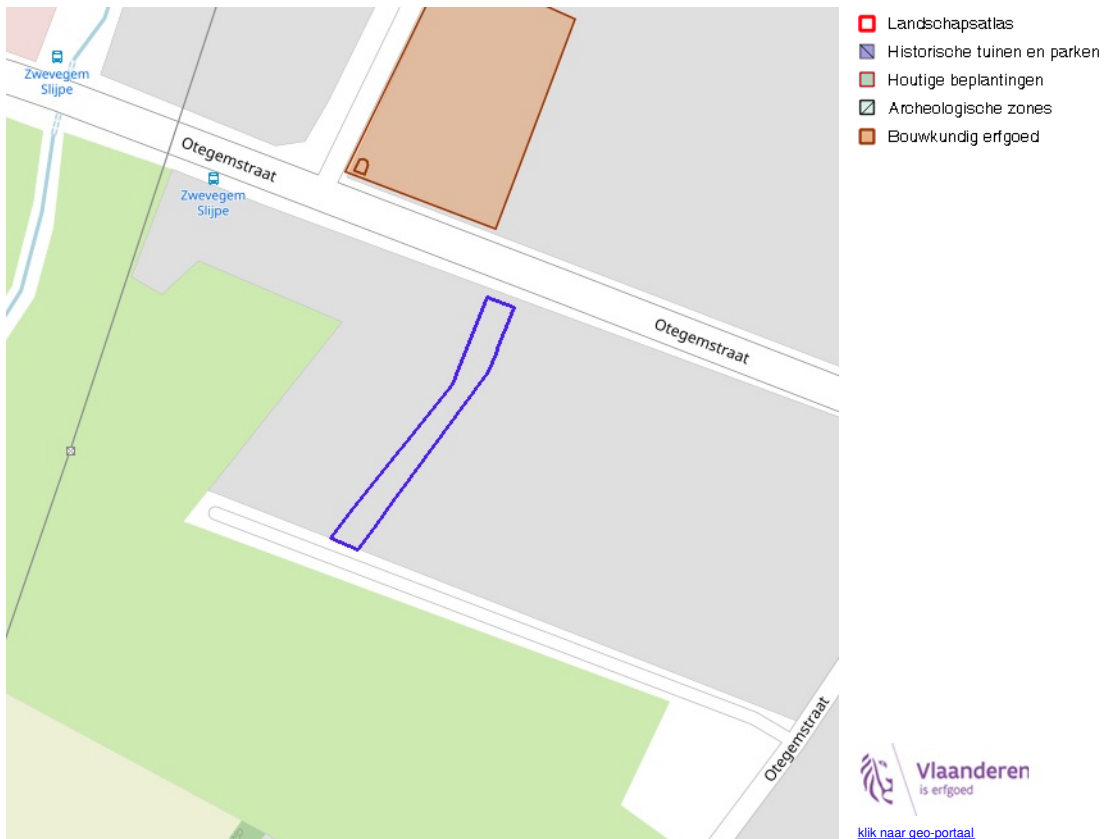 Zwevegem
Slijpe
Otegemstraat
Zwevegem
Slijpe
Otegemstraat
Otegemstraat
Landschapsatlas
Historische tuinen en parken
Houtige beplantingen
Archeologische zones
Bouwkundig erfgoed
Vlaanderen
is erfgoed
klik naar geo-portaal